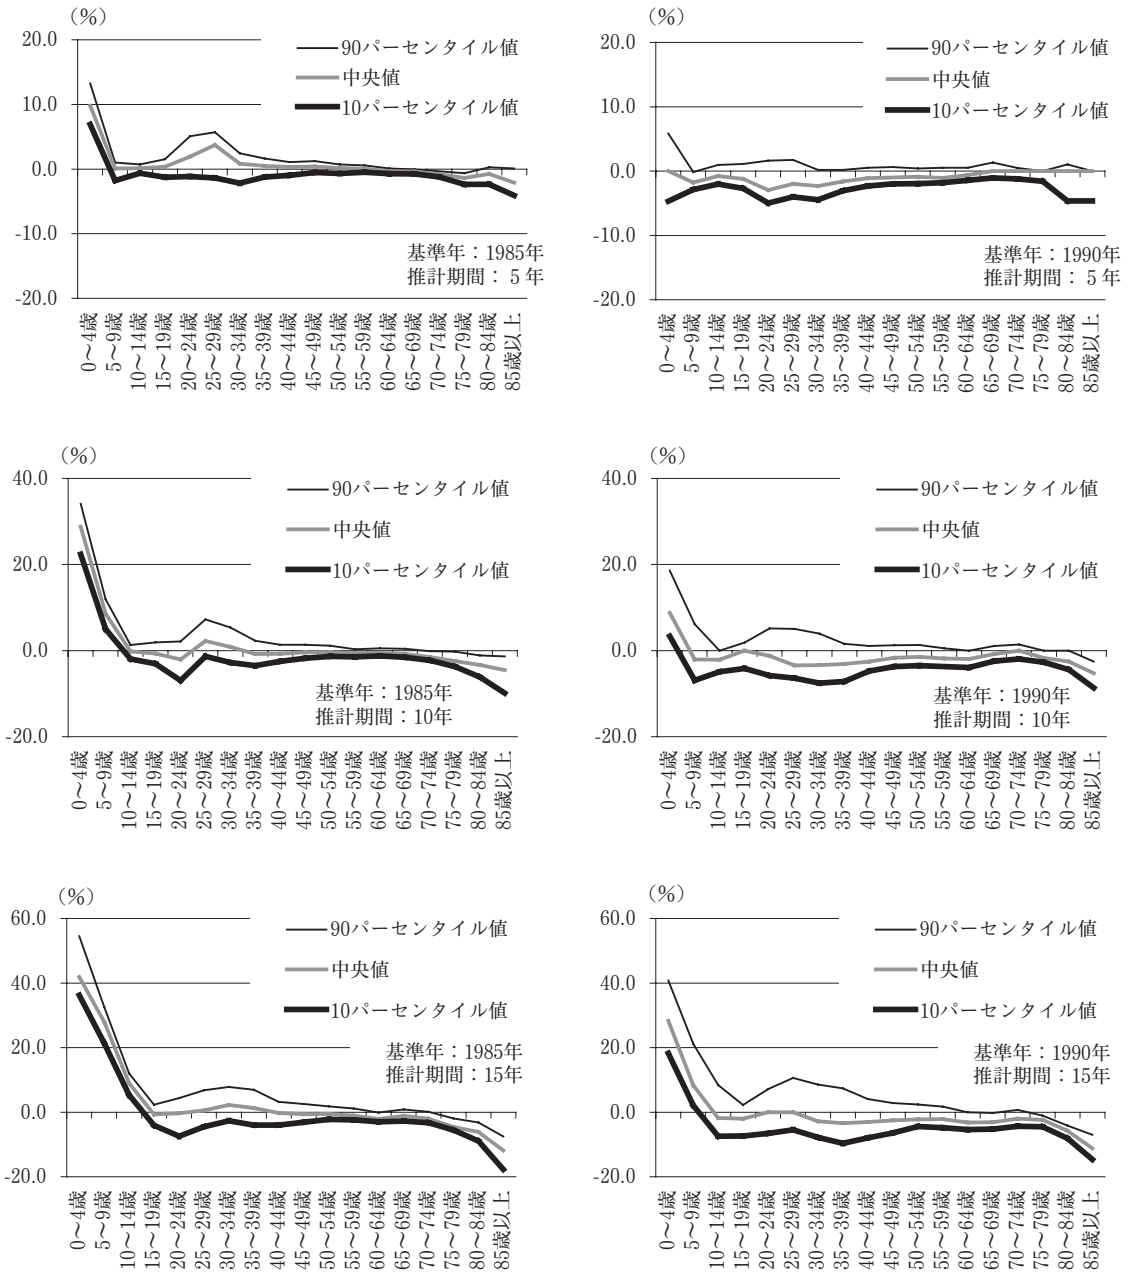 （%）
20.0
10.0
0.0
-10.0
-20.0
90パーセンタイル値
中央値
10パーセンタイル値
基準年：1985年
推計期間： 5 年
0～4歳
5～9歳
10～14歳
15～19歳
20～24歳
25～29歳
30～34歳
35～39歳
40～44歳
45～49歳
50～54歳
55～59歳
60～64歳
65～69歳
70～74歳
75～79歳
80～84歳
85歳以上
（%）
20.0
10.0
0.0
-10.0
-20.0
90パーセンタイル値
中央値
10パーセンタイル値
基準年：1990年
推計期間： 5 年
0～4歳
5～9歳
10～14歳
15～19歳
20～24歳
25～29歳
30～34歳
35～39歳
40～44歳
45～49歳
50～54歳
55～59歳
60～64歳
65～69歳
70～74歳
75～79歳
80～84歳
85歳以上
（%）
40.0
20.0
0.0
-20.0
90パーセンタイル値
中央値
10パーセンタイル値
基準年：1985年
推計期間：10年
0～4歳
5～9歳
10～14歳
15～19歳
20～24歳
25～29歳
30～34歳
35～39歳
40～44歳
45～49歳
50～54歳
55～59歳
60～64歳
65～69歳
70～74歳
75～79歳
80～84歳
85歳以上
（%）
40.0
20.0
0.0
-20.0
90パーセンタイル値
中央値
10パーセンタイル値
基準年：1990年
推計期間：10年
0～4歳
5～9歳
10～14歳
15～19歳
20～24歳
25～29歳
30～34歳
35～39歳
40～44歳
45～49歳
50～54歳
55～59歳
60～64歳
65～69歳
70～74歳
75～79歳
80～84歳
85歳以上
（%）
60.0
40.0
20.0
0.0
-20.0
90パーセンタイル値
中央値
10パーセンタイル値
基準年：1985年
推計期間：15年
0～4歳
5～9歳
10～14歳
15～19歳
20～24歳
25～29歳
30～34歳
35～39歳
40～44歳
45～49歳
50～54歳
55～59歳
60～64歳
65～69歳
70～74歳
75～79歳
80～84歳
85歳以上
（%）
60.0
40.0
20.0
0.0
-20.0
90パーセンタイル値
中央値
10パーセンタイル値
基準年：1990年
推計期間：15年
0～4歳
5～9歳
10～14歳
15～19歳
20～24歳
25～29歳
30～34歳
35～39歳
40～44歳
45～49歳
50～54歳
55～59歳
60～64歳
65～69歳
70～74歳
75～79歳
80～84歳
85歳以上